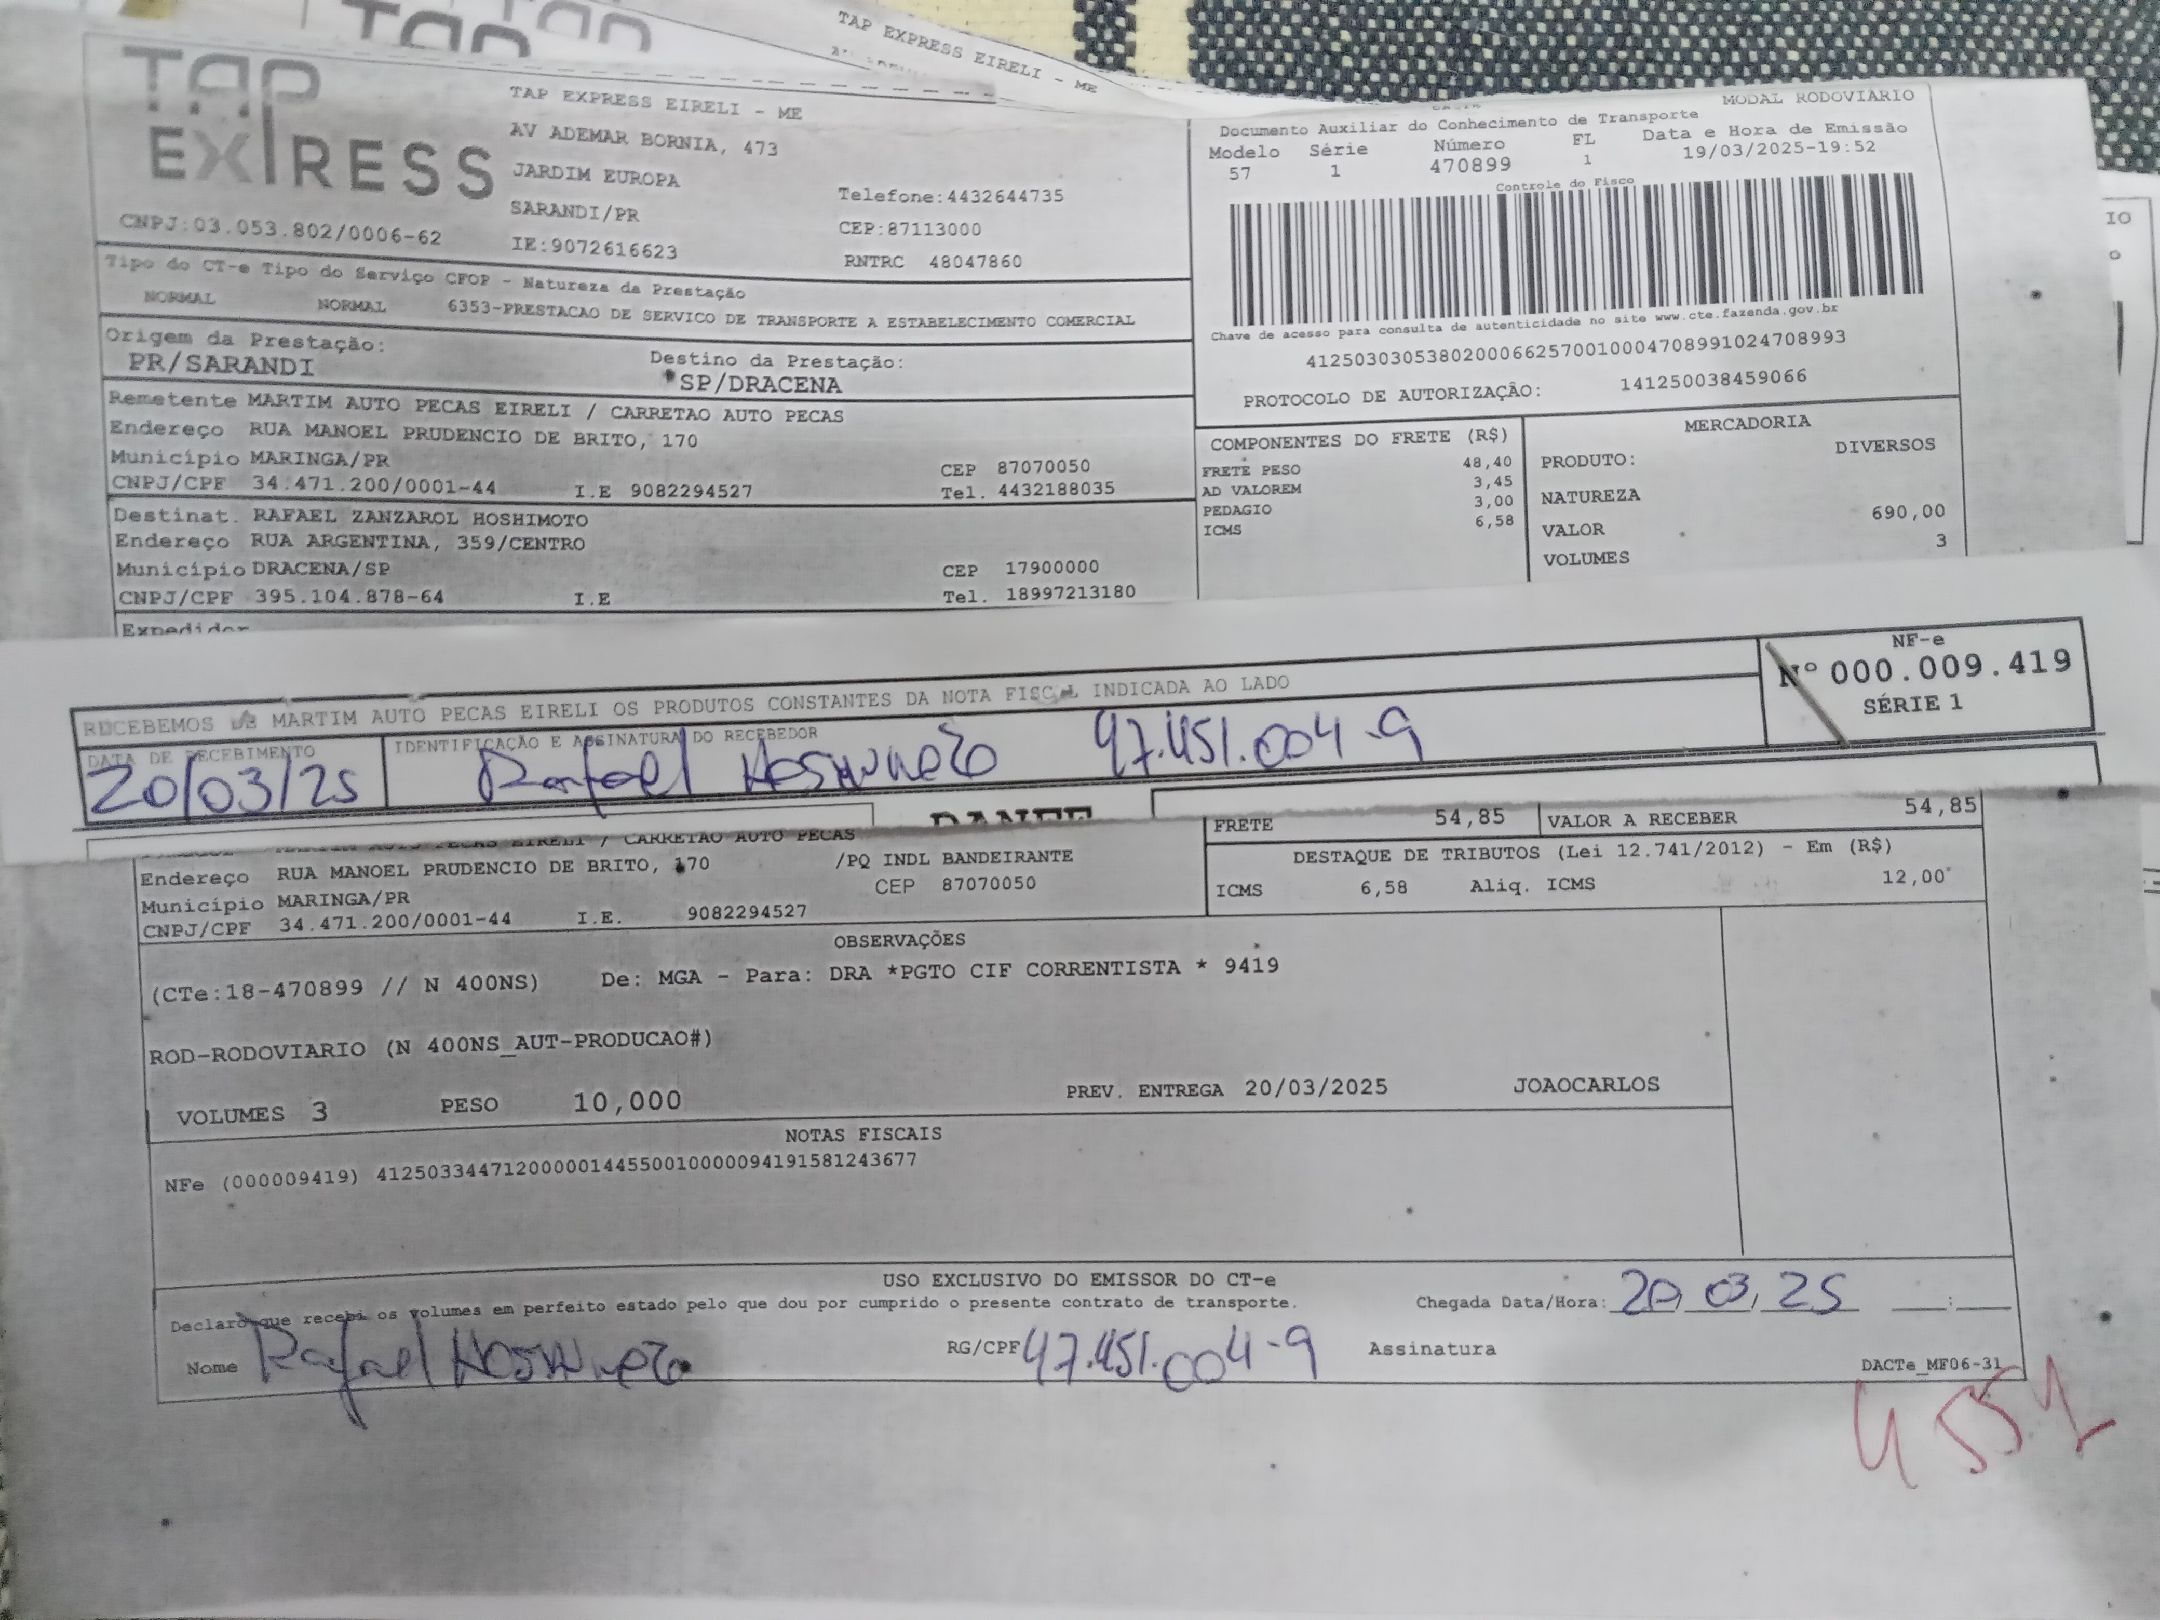 TAP EXPRESS EIRELI - ME
TAP EXPRESS
TAP EXPRESS EIRELI - ME
AV ADEMAR BORNIA, 473
JARDIM EUROPA
SARANDI/PR
Telefone:4432644735
CEP:87113000
CNPJ:03.053.802/0006-62
IE:9072616623
RNTRC 48047860
MODAL RODOVIARIO
Documento Auxiliar do Conhecimento de Transporte
Modelo Série Número FL Data e Hora de Emissão
57 1 470899 1 19/03/2025-19:52
Controle do Fisco
Chave de acesso para consulta de autenticidade no site www.cte.fazenda.gov.br
41250303053802000662570010004708991024708993
PROTOCOLO DE AUTORIZAÇÃO: 141250038459066
Tipo do CT-e Tipo do Serviço CFOP - Natureza da Prestação
NORMAL NORMAL 6353-PRESTACAO DE SERVICO DE TRANSPORTE A ESTABELECIMENTO COMERCIAL
Origem da Prestação: Destino da Prestação:
PR/SARANDI SP/DRACENA
Remetente MARTIM AUTO PECAS EIRELI / CARRETAO AUTO PECAS
Endereço RUA MANOEL PRUDENCIO DE BRITO, 170
Município MARINGA/PR CEP 87070050
CNPJ/CPF 34.471.200/0001-44 I.E 9082294527 Tel. 4432188035
Destinat. RAFAEL ZANZAROL HOSHIMOTO
Endereço RUA ARGENTINA, 359/CENTRO
Município DRACENA/SP CEP 17900000
CNPJ/CPF 395.104.878-64 I.E Tel. 18997213180
Expedidor
COMPONENTES DO FRETE (R$)
FRETE PESO 48,40
AD VALOREM 3,45
PEDAGIO 3,00
ICMS 6,58
MERCADORIA
PRODUTO: DIVERSOS
NATUREZA
VALOR 690,00
VOLUMES 3
RECEBEMOS DE MARTIM AUTO PECAS EIRELI OS PRODUTOS CONSTANTES DA NOTA FISCAL INDICADA AO LADO
NF-e
Nº 000.009.419
SÉRIE 1
DATA DE RECEBIMENTO IDENTIFICAÇÃO E ASSINATURA DO RECEBEDOR
20/03/25 Rafael 47.451.004-9
DANFE
FRETE 54,85 VALOR A RECEBER 54,85
MARTIM AUTO PECAS EIRELI / CARRETAO AUTO PECAS
Endereço RUA MANOEL PRUDENCIO DE BRITO, 170 /PQ INDL BANDEIRANTE
Município MARINGA/PR CEP 87070050
CNPJ/CPF 34.471.200/0001-44 I.E. 9082294527
DESTAQUE DE TRIBUTOS (Lei 12.741/2012) - Em (R$)
ICMS 6,58 Aliq. ICMS 12,00
OBSERVAÇÕES
(CTe:18-470899 // N 400NS) De: MGA - Para: DRA *PGTO CIF CORRENTISTA * 9419
ROD-RODOVIARIO (N 400NS_AUT-PRODUCAO#)
VOLUMES 3 PESO 10,000 PREV. ENTREGA 20/03/2025 JOAOCARLOS
NOTAS FISCAIS
NFe (000009419) 41250334471200000144550010000094191581243677
USO EXCLUSIVO DO EMISSOR DO CT-e
Declaro que recebi os volumes em perfeito estado pelo que dou por cumprido o presente contrato de transporte. Chegada Data/Hora: 20 03, 25
Nome Rafael RG/CPF 47.451.004-9 Assinatura
DACTe_MF06-31
4551